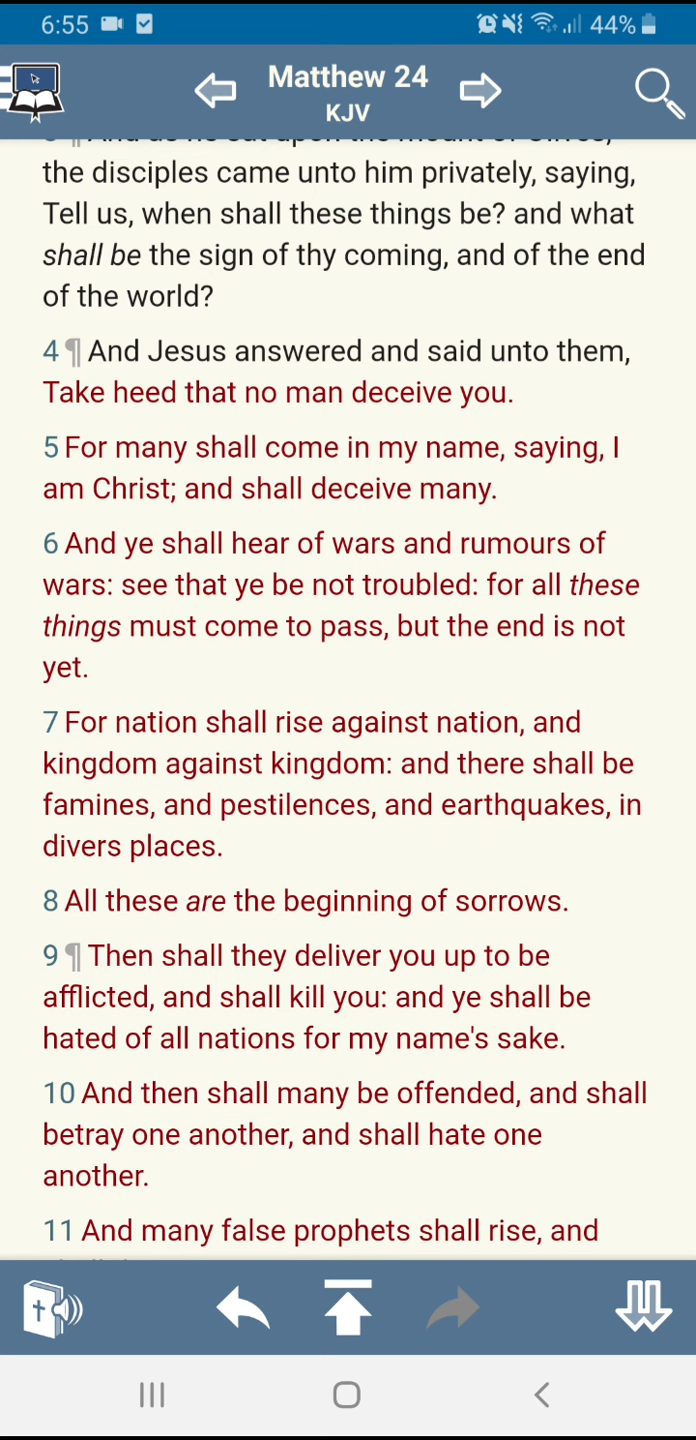 6:55
44%
Matthew 24
KJV
the disciples came unto him privately, saying,
Tell us, when shall these things be? and what
shall be the sign of thy coming, and of the end
of the world?
4 ¶ And Jesus answered and said unto them,
Take heed that no man deceive you.
5 For many shall come in my name, saying, I
am Christ; and shall deceive many.
6 And ye shall hear of wars and rumours of
wars: see that ye be not troubled: for all these
things must come to pass, but the end is not
yet.
7 For nation shall rise against nation, and
kingdom against kingdom: and there shall be
famines, and pestilences, and earthquakes, in
divers places.
8 All these are the beginning of sorrows.
9 ¶ Then shall they deliver you up to be
afflicted, and shall kill you: and ye shall be
hated of all nations for my name's sake.
10 And then shall many be offended, and shall
betray one another, and shall hate one
another.
11 And many false prophets shall rise, and